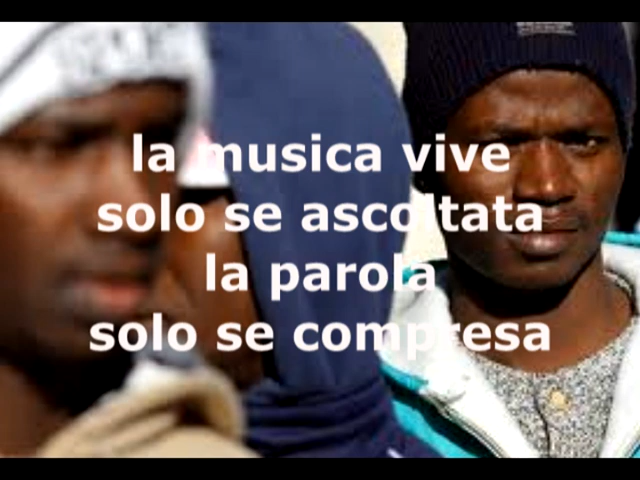 la musica vive
solo se ascoltata
la parola
solo se compresa